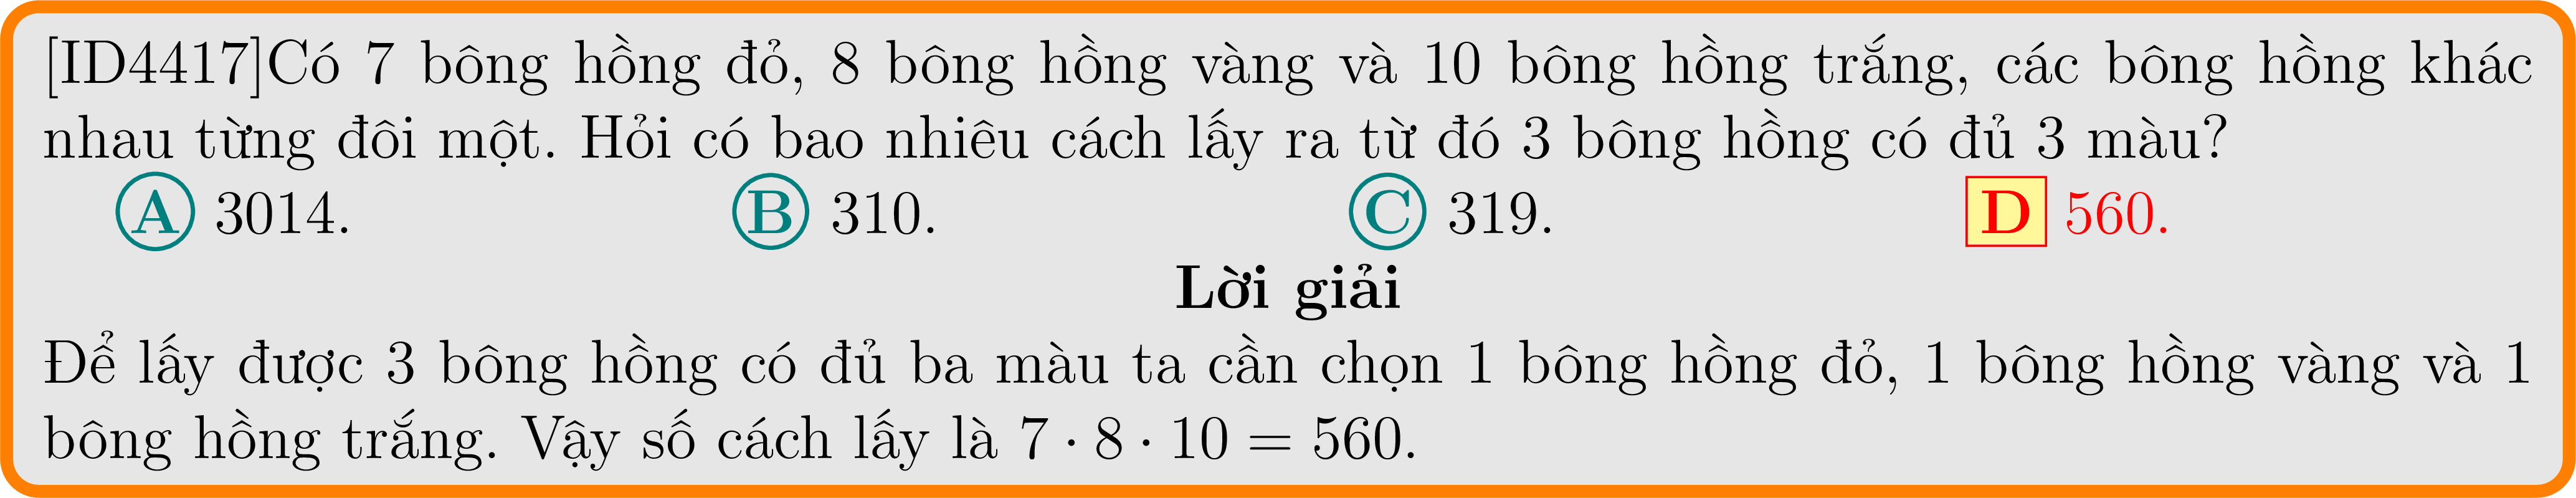 [ID4417]Có 7 bông hồng đỏ, 8 bông hồng vàng và 10 bông hồng trắng, các bông hồng khác
nhau từng đôi một. Hỏi có bao nhiêu cách lấy ra từ đó 3 bông hồng có đủ 3 màu?
A 3014. B 310. C 319. D 560.
Lời giải
Để lấy được 3 bông hồng có đủ ba màu ta cần chọn 1 bông hồng đỏ, 1 bông hồng vàng và 1
bông hồng trắng. Vậy số cách lấy là 7 · 8 · 10 = 560.